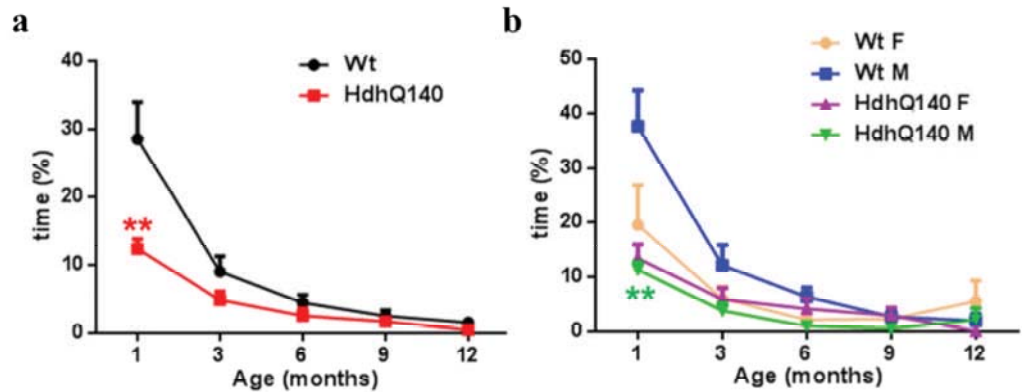 a
40
30
20
10
0
time (%)
1 3 6 9 12
Age (months)
Wt
HdhQ140
**
b
50
40
30
20
10
0
time (%)
1 3 6 9 12
Age (months)
Wt F
Wt M
HdhQ140 F
HdhQ140 M
**